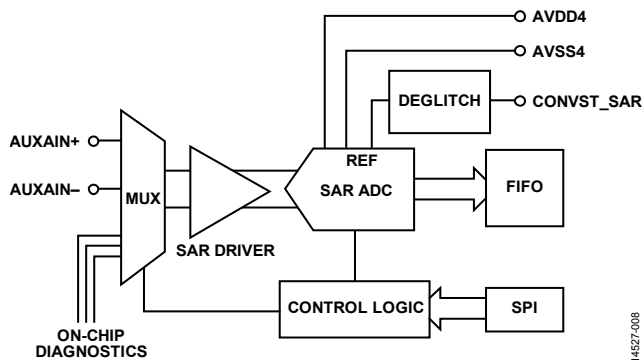 AVDD4
AVSS4
DEGLITCH
CONVST_SAR
AUXAIN+
AUXAIN–
MUX
REF
SAR ADC
FIFO
SAR DRIVER
CONTROL LOGIC
SPI
ON-CHIP
DIAGNOSTICS
14527-008